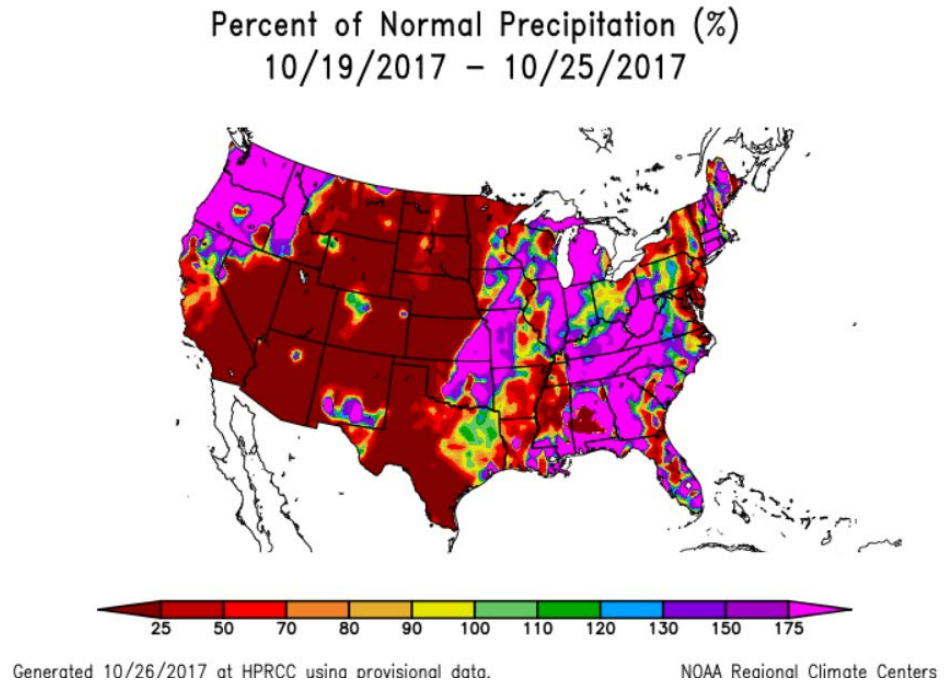 Percent of Normal Precipitation (%)
10/19/2017 – 10/25/2017
25 50 70 80 90 100 110 120 130 150 175
Generated 10/26/2017 at HPRCC using provisional data. NOAA Regional Climate Centers